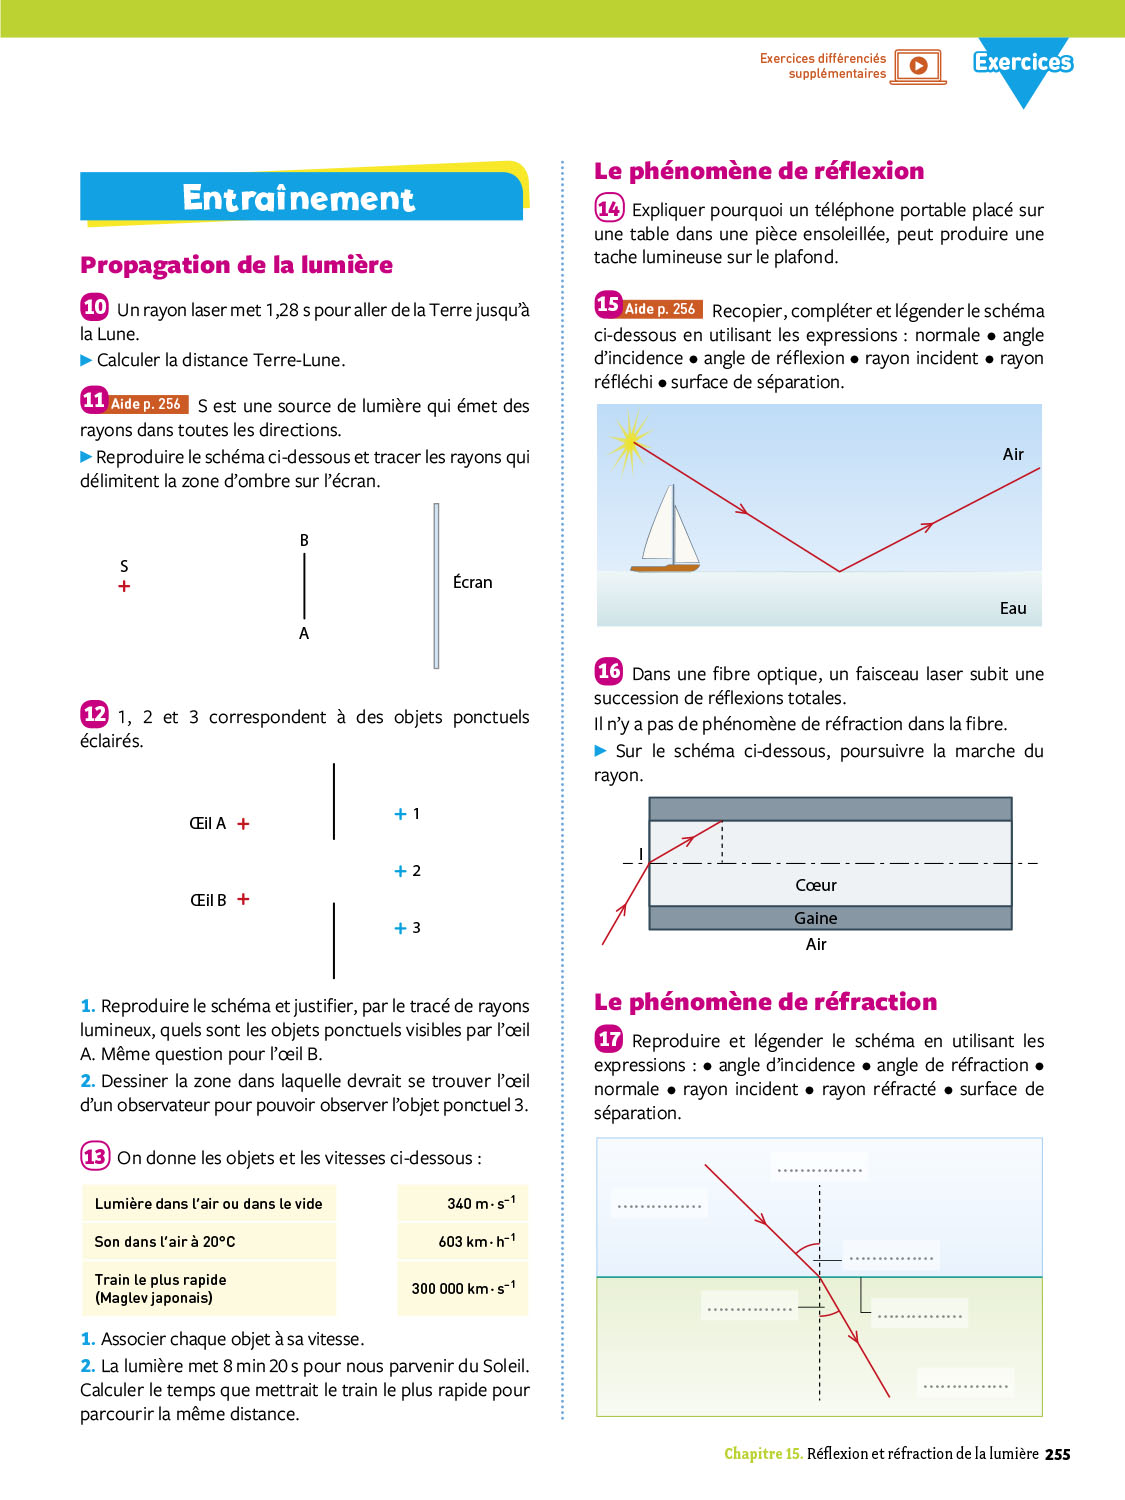 Exercices différenciés
supplémentaires
Exercices
Entraînement
Propagation de la lumière
10 Un rayon laser met 1,28 s pour aller de la Terre jusqu'à
la Lune.
► Calculer la distance Terre-Lune.
11 Aide p. 256 S est une source de lumière qui émet des
rayons dans toutes les directions.
► Reproduire le schéma ci-dessous et tracer les rayons qui
délimitent la zone d'ombre sur l'écran.
B
S
Écran
A
12 1, 2 et 3 correspondent à des objets ponctuels
éclairés.
Œil A + + 1
+ 2
Œil B + + 3
1. Reproduire le schéma et justifier, par le tracé de rayons
lumineux, quels sont les objets ponctuels visibles par l'œil
A. Même question pour l'œil B.
2. Dessiner la zone dans laquelle devrait se trouver l'œil
d'un observateur pour pouvoir observer l'objet ponctuel 3.
13 On donne les objets et les vitesses ci-dessous :
Lumière dans l'air ou dans le vide 340 m·s⁻¹
Son dans l'air à 20°C 603 km·h⁻¹
Train le plus rapide
(Maglev japonais) 300 000 km·s⁻¹
1. Associer chaque objet à sa vitesse.
2. La lumière met 8 min 20 s pour nous parvenir du Soleil.
Calculer le temps que mettrait le train le plus rapide pour
parcourir la même distance.
Le phénomène de réflexion
14 Expliquer pourquoi un téléphone portable placé sur
une table dans une pièce ensoleillée, peut produire une
tache lumineuse sur le plafond.
15 Aide p. 256 Recopier, compléter et légender le schéma
ci-dessous en utilisant les expressions : normale ● angle
d'incidence ● angle de réflexion ● rayon incident ● rayon
réfléchi ● surface de séparation.
Air
Eau
16 Dans une fibre optique, un faisceau laser subit une
succession de réflexions totales.
Il n'y a pas de phénomène de réfraction dans la fibre.
► Sur le schéma ci-dessous, poursuivre la marche du
rayon.
I
Cœur
Gaine
Air
Le phénomène de réfraction
17 Reproduire et légender le schéma en utilisant les
expressions : ● angle d'incidence ● angle de réfraction ●
normale ● rayon incident ● rayon réfracté ● surface de
séparation.
...............
...............
...............
...............
...............
...............
Chapitre 15. Réflexion et réfraction de la lumière 255